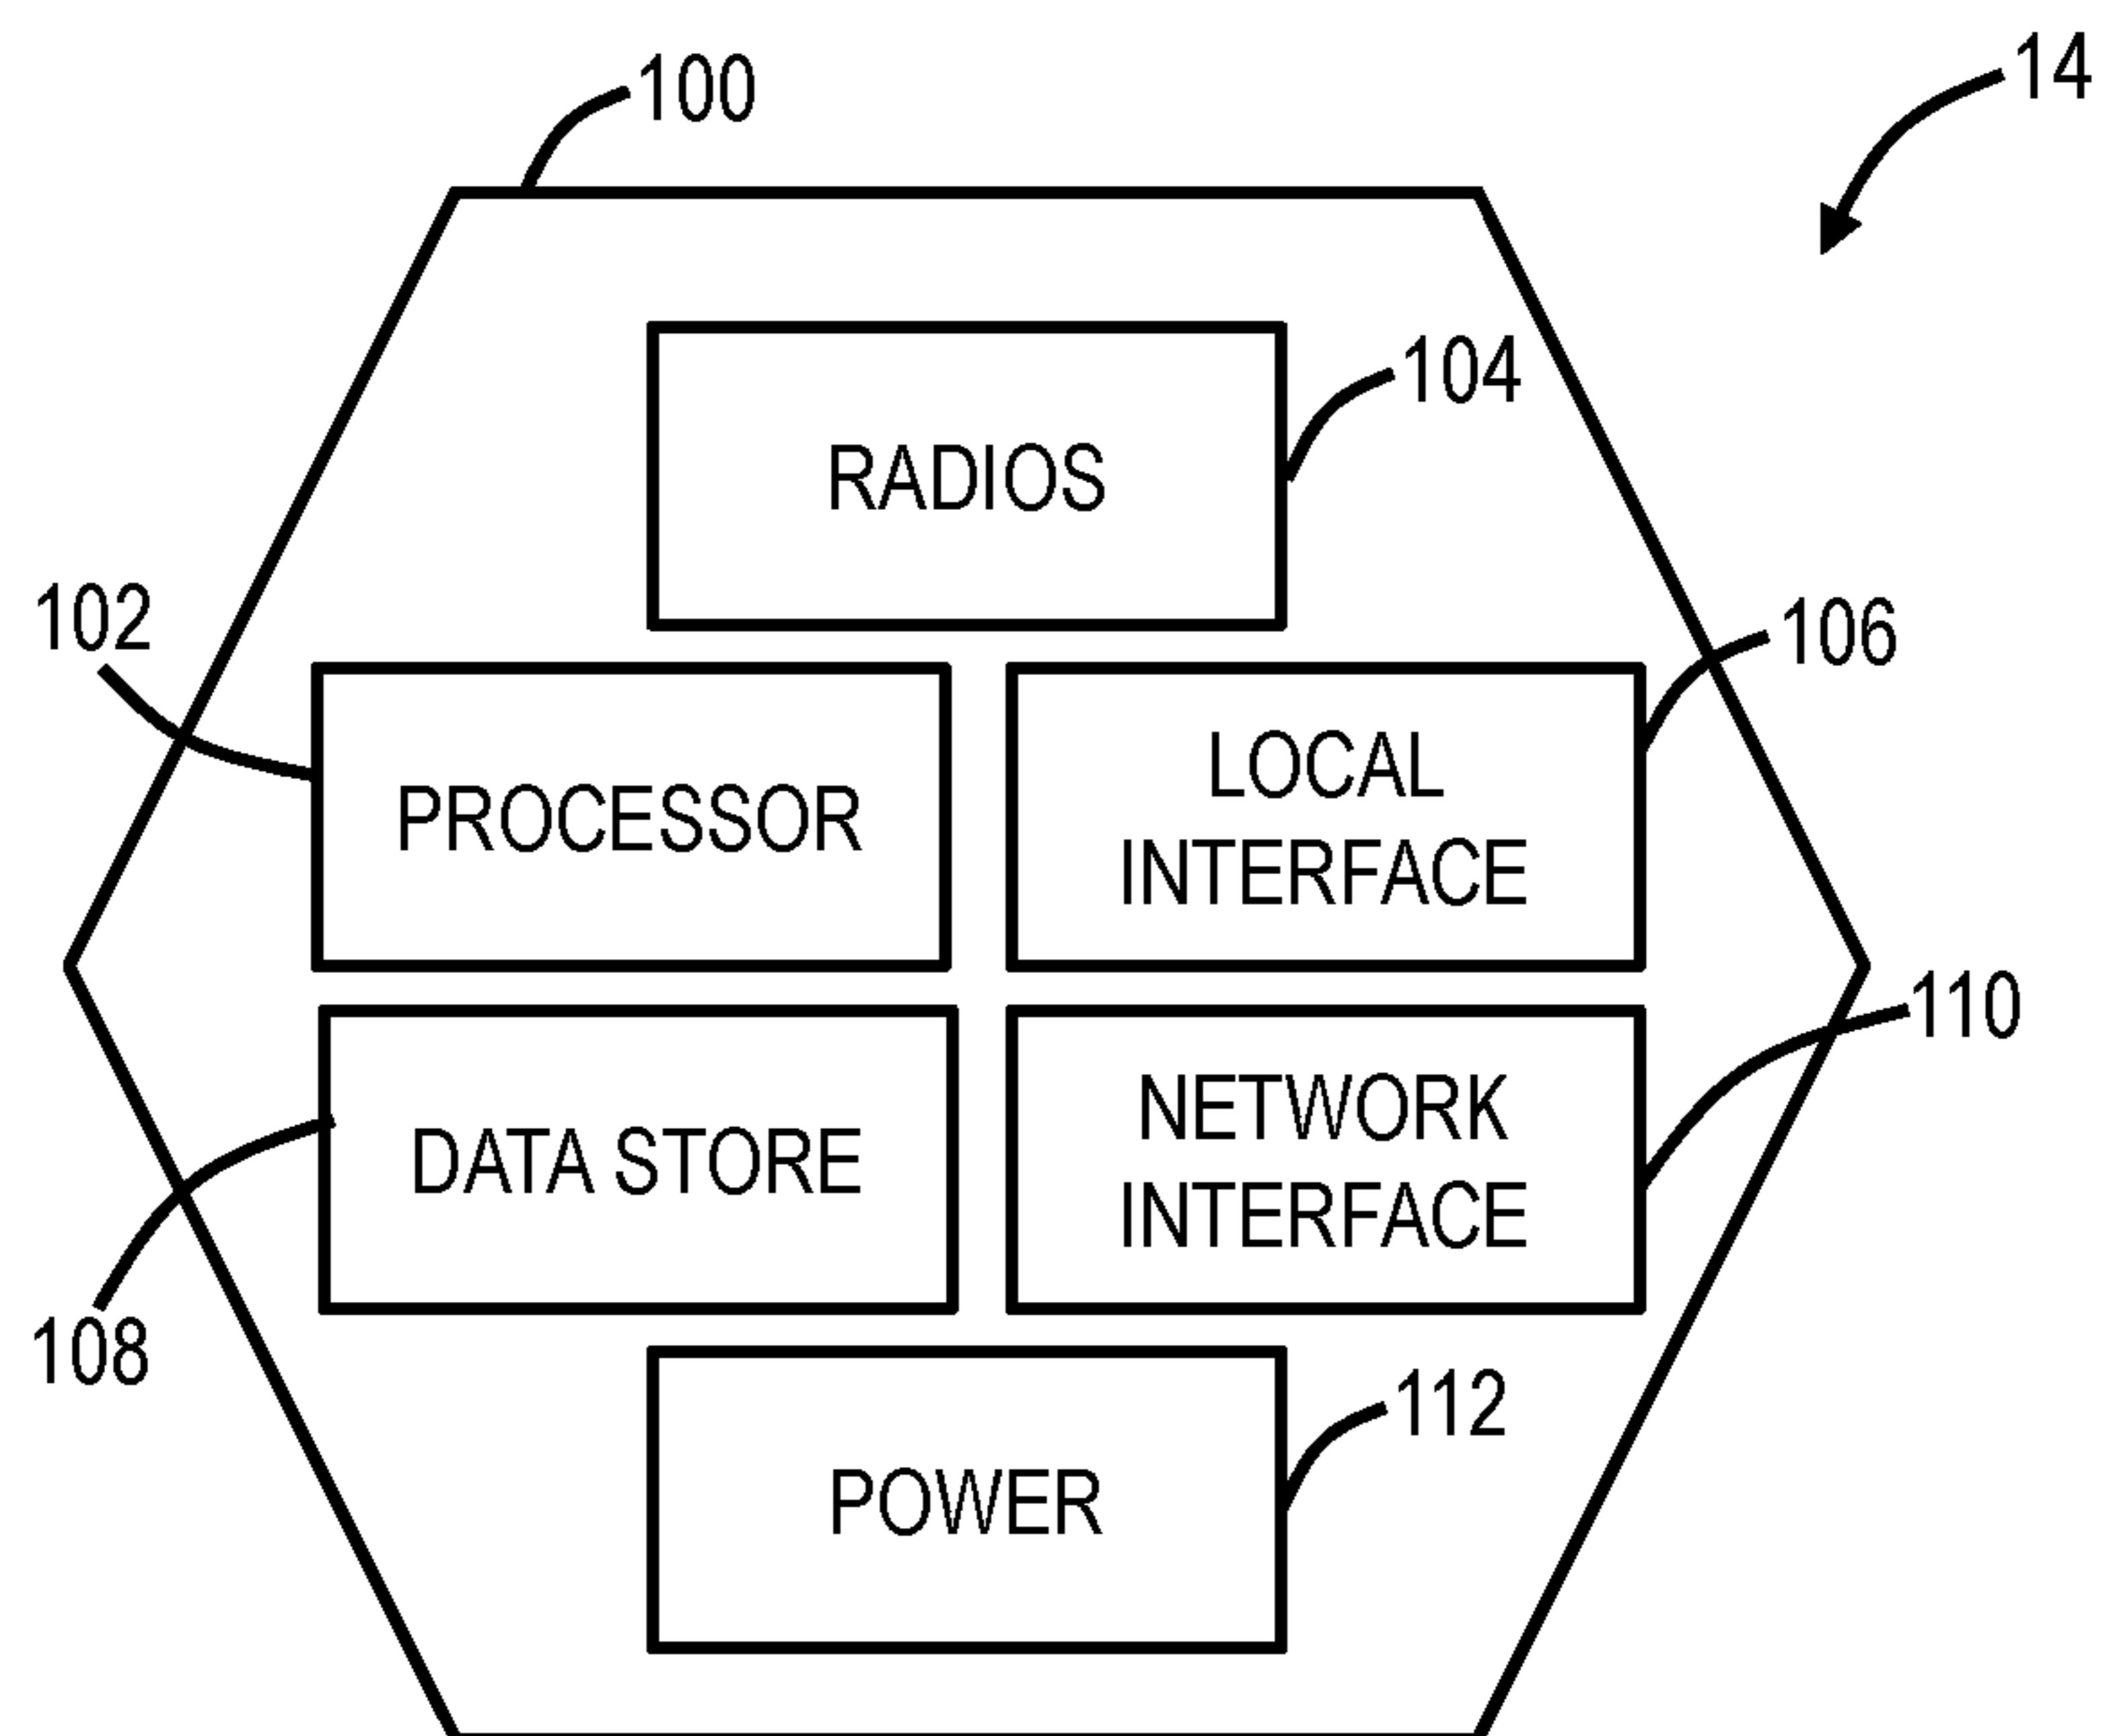 100
14
RADIOS
104
102
106
PROCESSOR
LOCAL
INTERFACE
110
DATA STORE
NETWORK
INTERFACE
108
POWER
112